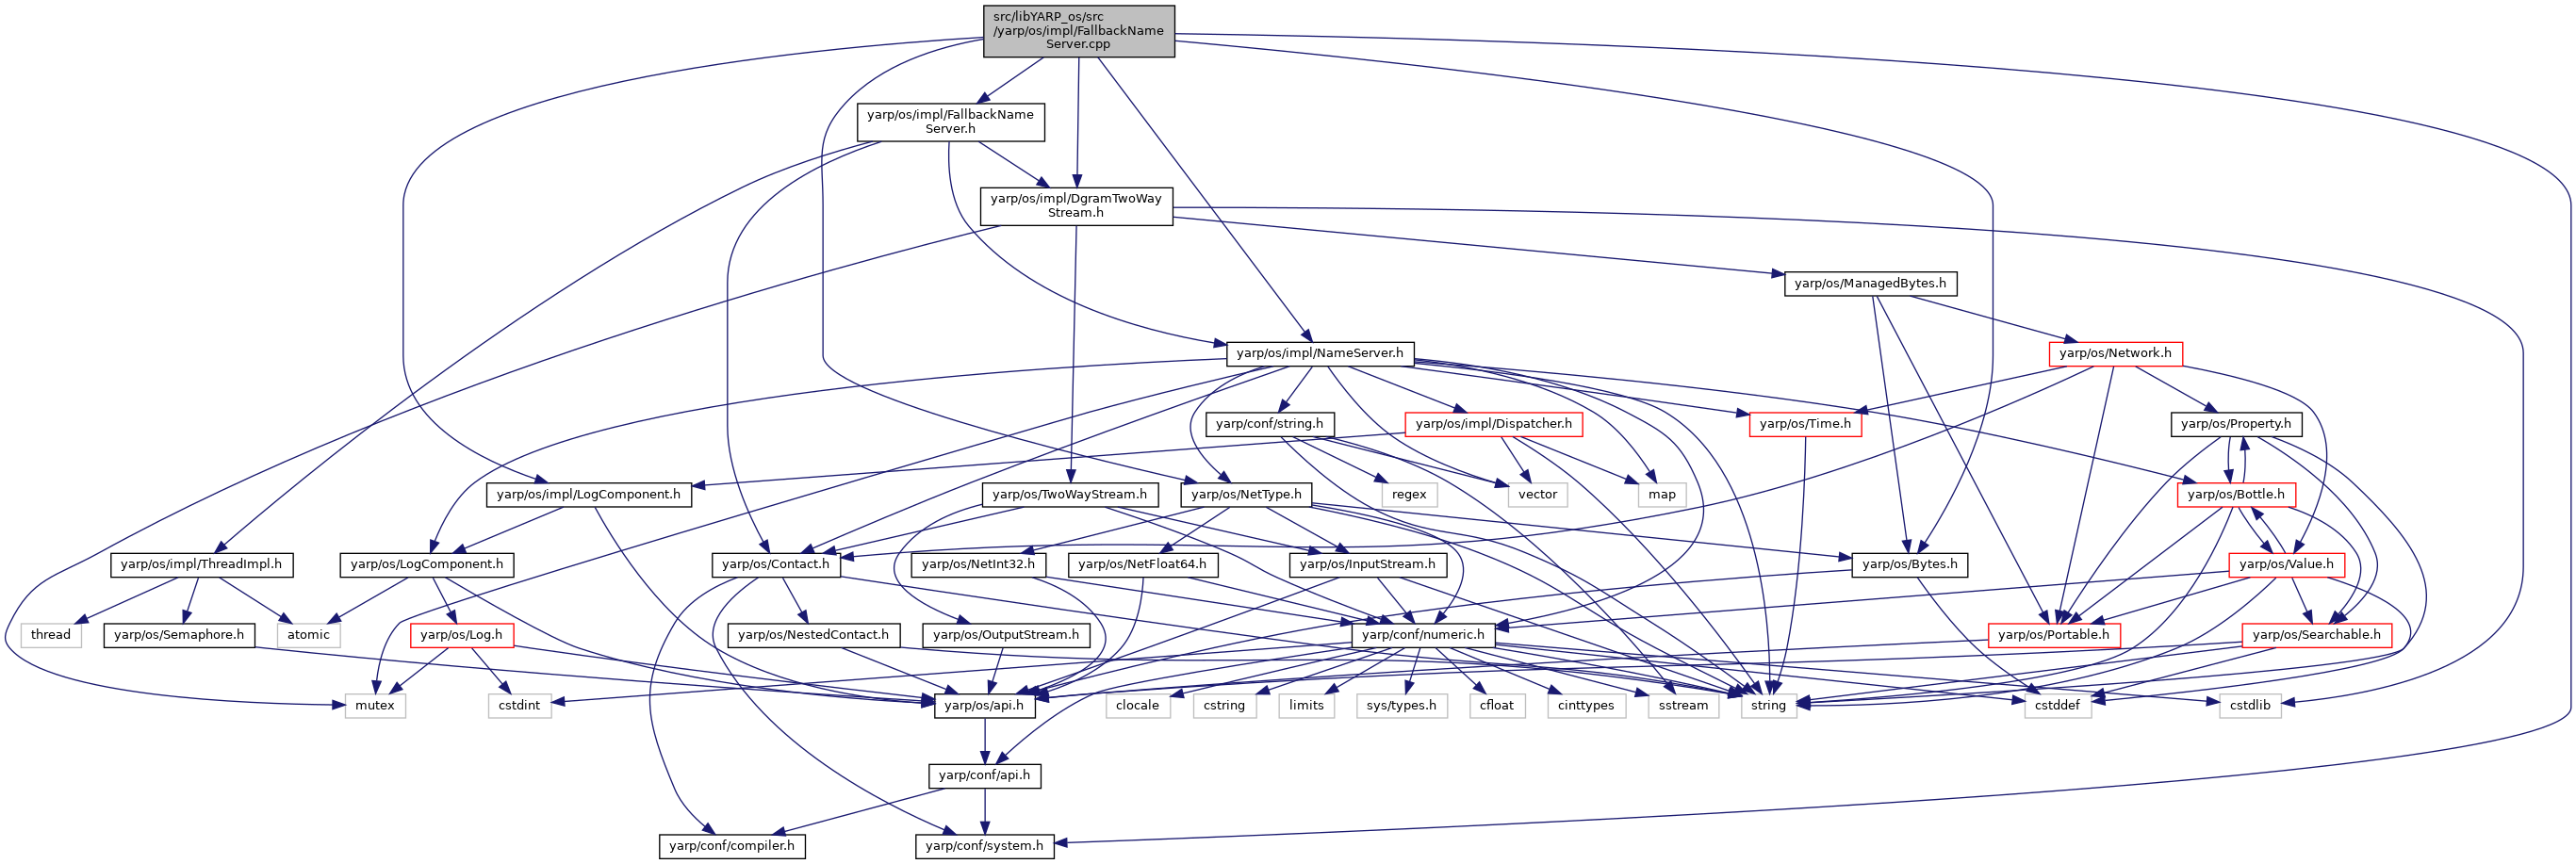 src/libYARP_os/src
/yarp/os/impl/FallbackName
Server.cpp
yarp/os/impl/FallbackName
Server.h
yarp/os/impl/DgramTwoWay
Stream.h
yarp/os/ManagedBytes.h
yarp/os/impl/NameServer.h
yarp/os/Network.h
yarp/conf/string.h
yarp/os/impl/Dispatcher.h
yarp/os/Time.h
yarp/os/Property.h
yarp/os/impl/LogComponent.h
yarp/os/TwoWayStream.h
yarp/os/NetType.h
regex
vector
map
yarp/os/Bottle.h
yarp/os/impl/ThreadImpl.h
yarp/os/LogComponent.h
yarp/os/Contact.h
yarp/os/NetInt32.h
yarp/os/NetFloat64.h
yarp/os/InputStream.h
yarp/os/Bytes.h
yarp/os/Value.h
thread
yarp/os/Semaphore.h
atomic
yarp/os/Log.h
yarp/os/NestedContact.h
yarp/os/OutputStream.h
yarp/conf/numeric.h
yarp/os/Portable.h
yarp/os/Searchable.h
mutex
cstdint
yarp/os/api.h
clocale
cstring
limits
sys/types.h
cfloat
cinttypes
sstream
string
cstddef
cstdlib
yarp/conf/api.h
yarp/conf/compiler.h
yarp/conf/system.h